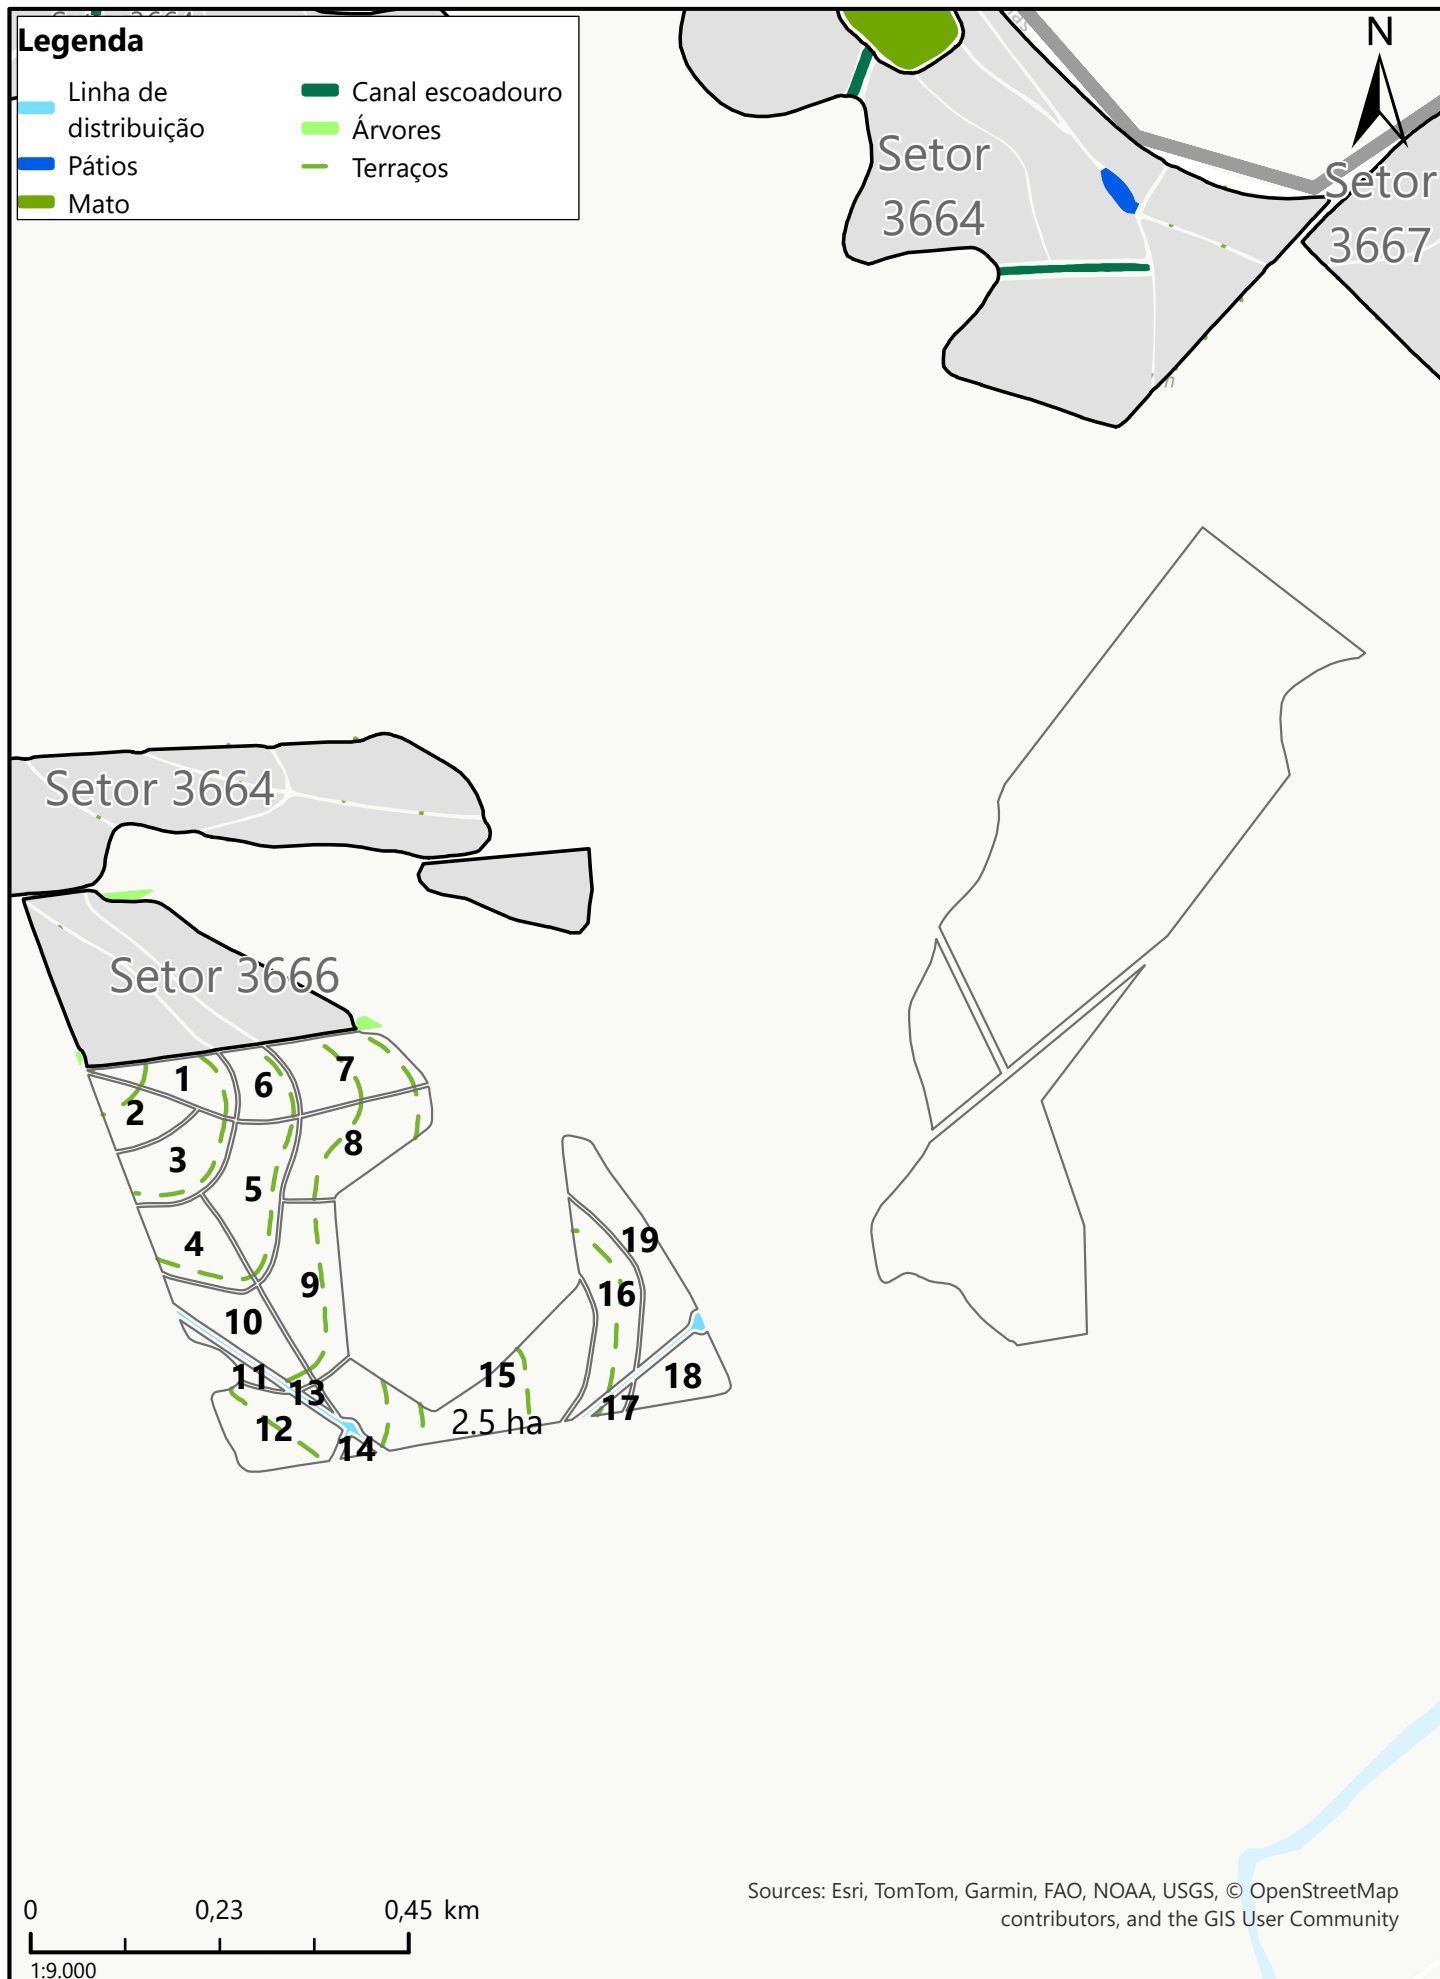 Legenda
Linha de
distribuição
Pátios
Mato
Canal escoadouro
Árvores
Terraços
N
Setor
3664
Setor
3667
Setor 3664
Setor 3666
1
2
3
4
5
6
7
8
9
10
11
12
13
14
15
2.5 ha
16
17
18
19
0 0,23 0,45 km
1:9.000
Sources: Esri, TomTom, Garmin, FAO, NOAA, USGS, © OpenStreetMap
contributors, and the GIS User Community